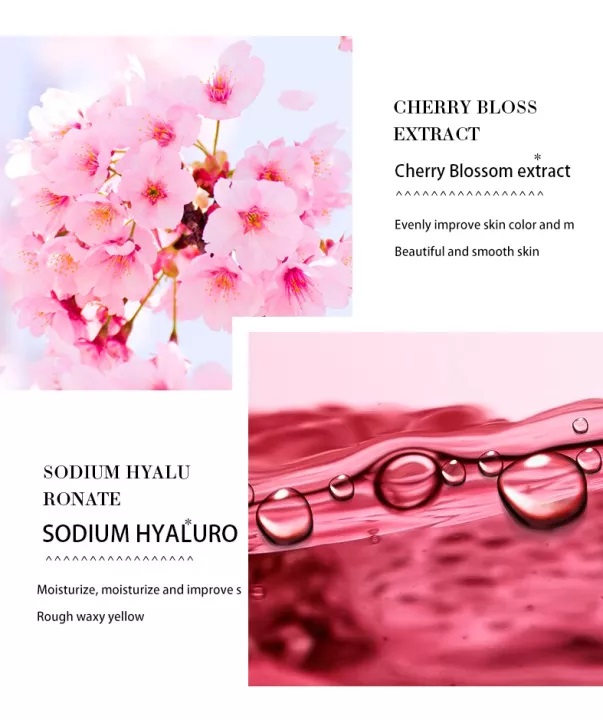 CHERRY BLOSS
EXTRACT
Cherry Blossom extract*
^^^^^^^^^^^^^^^^^
Evenly improve skin color and m
Beautiful and smooth skin
SODIUM HYALU
RONATE
SODIUM HYALURO*
^^^^^^^^^^^^^^^^^
Moisturize, moisturize and improve s
Rough waxy yellow